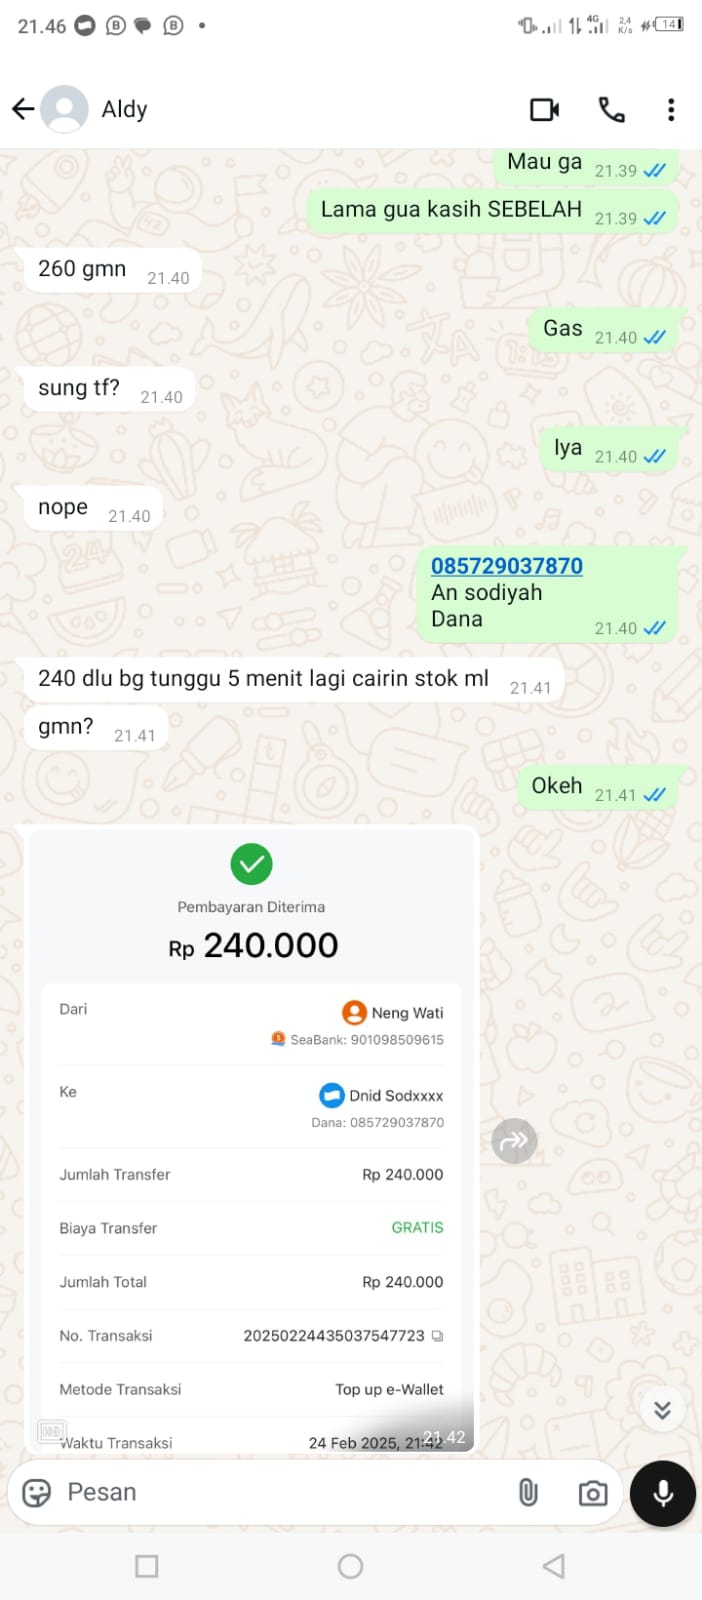 21.46
4G
2,4
K/s
14
Aldy
Mau ga 21.39
Lama gua kasih SEBELAH 21.39
260 gmn 21.40
Gas 21.40
sung tf? 21.40
Iya 21.40
nope 21.40
085729037870
An sodiyah
Dana 21.40
240 dlu bg tunggu 5 menit lagi cairin stok ml 21.41
gmn? 21.41
Okeh 21.41
Pembayaran Diterima
Rp 240.000
Dari Neng Wati
SeaBank: 901098509615
Ke Dnid Sodxxxx
Dana: 085729037870
Jumlah Transfer Rp 240.000
Biaya Transfer GRATIS
Jumlah Total Rp 240.000
No. Transaksi 20250224435037547723
Metode Transaksi Top up e-Wallet
HD
Waktu Transaksi 24 Feb 2025, 21:42
21.42
Pesan